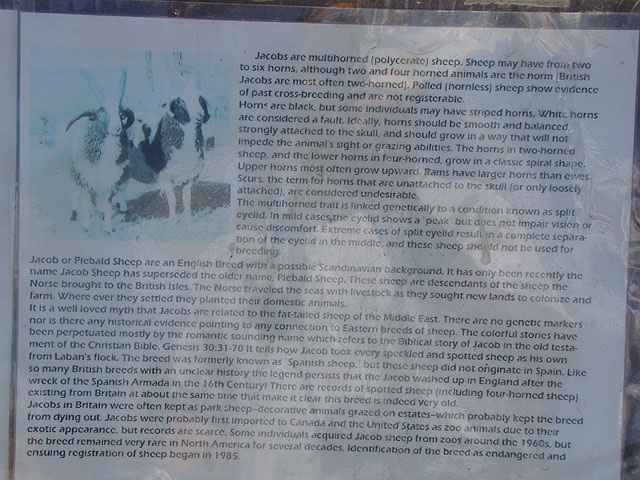 Jacobs are multihorned (polycerate) sheep. Sheep may have from two
to six horns, although two and four horned animals are the norm (British
Jacobs are most often two-horned). Polled (hornless) sheep show evidence
of past cross-breeding and are not registerable.
Horns are black, but some individuals may have striped horns. White horns
are considered a fault. Ideally, horns should be smooth and balanced,
strongly attached to the skull, and should grow in a way that will not
impede the animal's sight or grazing abilities. The horns in two-horned
sheep, and the lower horns in four-horned, grow in a classic spiral shape.
Upper horns most often grow upward. Rams have larger horns than ewes.
Scurs, the term for horns that are unattached to the skull (or only loosely
attached), are considered undesirable.
The multihorned trait is linked genetically to a condition known as split
eyelid. In mild cases, the eyelid shows a "peak" but does not impair vision or
cause discomfort. Extreme cases of split eyelid result in a complete separa-
tion of the eyelid in the middle, and these sheep should not be used for
breeding.
Jacob or Piebald Sheep are an English Breed with a possible Scandinavian background. It has only been recently the
name Jacob Sheep has superseded the older name, Piebald Sheep. These sheep are descendants of the sheep the
Norse brought to the British Isles. The Norse traveled the seas with livestock as they sought new lands to colonize and
farm. Where ever they settled they planted their domestic animals.
It is a well loved myth that Jacobs are related to the fat-tailed sheep of the Middle East. There are no genetic markers
nor is there any historical evidence pointing to any connection to Eastern breeds of sheep. The colorful stories have
been perpetuated mostly by the romantic sounding name which refers to the Biblical story of Jacob in the old testa-
ment of the Christian Bible. Genesis 30:31-70 It tells how Jacob took every speckled and spotted sheep as his own
from Laban's flock. The breed was formerly known as "Spanish sheep," but these sheep did not originate in Spain. Like
so many British breeds with an unclear history the legend persists that the Jacob washed up in England after the
wreck of the Spanish Armada in the 16th Century! There are records of spotted sheep (including four-horned sheep)
existing from Britain at about the same time that make it clear this breed is indeed very old.
Jacobs in Britain were often kept as park sheep–decorative animals grazed on estates–which probably kept the breed
from dying out. Jacobs were probably first imported to Canada and the United States as zoo animals due to their
exotic appearance, but records are scarce. Some individuals acquired Jacob sheep from zoos around the 1960s, but
the breed remained very rare in North America for several decades. Identification of the breed as endangered and
ensuing registration of sheep began in 1985.